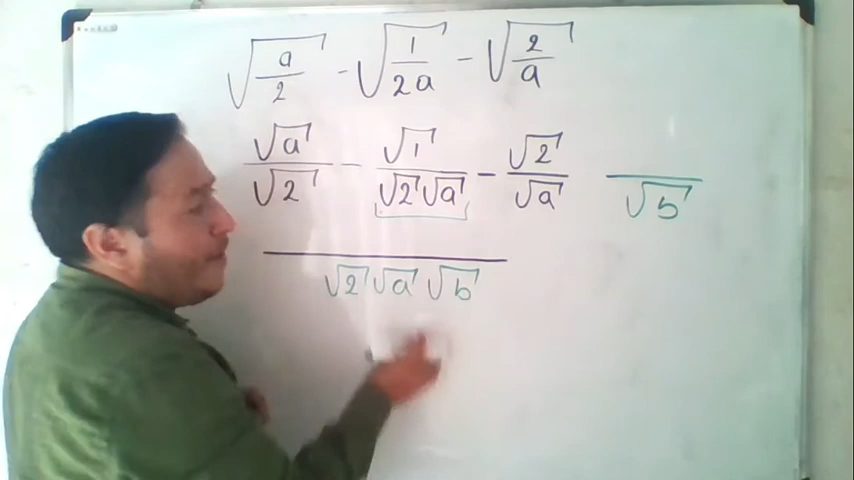 √(a/2) - √(1/2a) - √(2/a)
√a/√2 - √1/(√2√a) - √2/√a   /√b
/(√2√a√b)